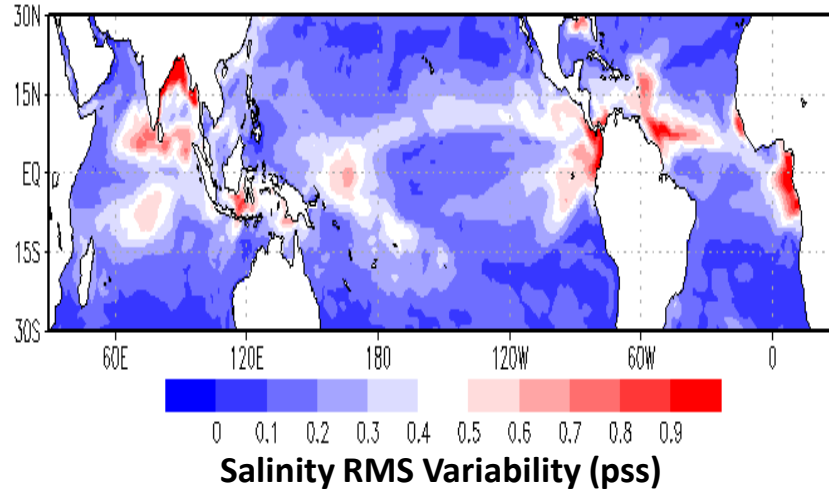 30N
15N
EQ
15S
30S
60E 120E 180 120W 60W 0
0 0.1 0.2 0.3 0.4 0.5 0.6 0.7 0.8 0.9
Salinity RMS Variability (pss)